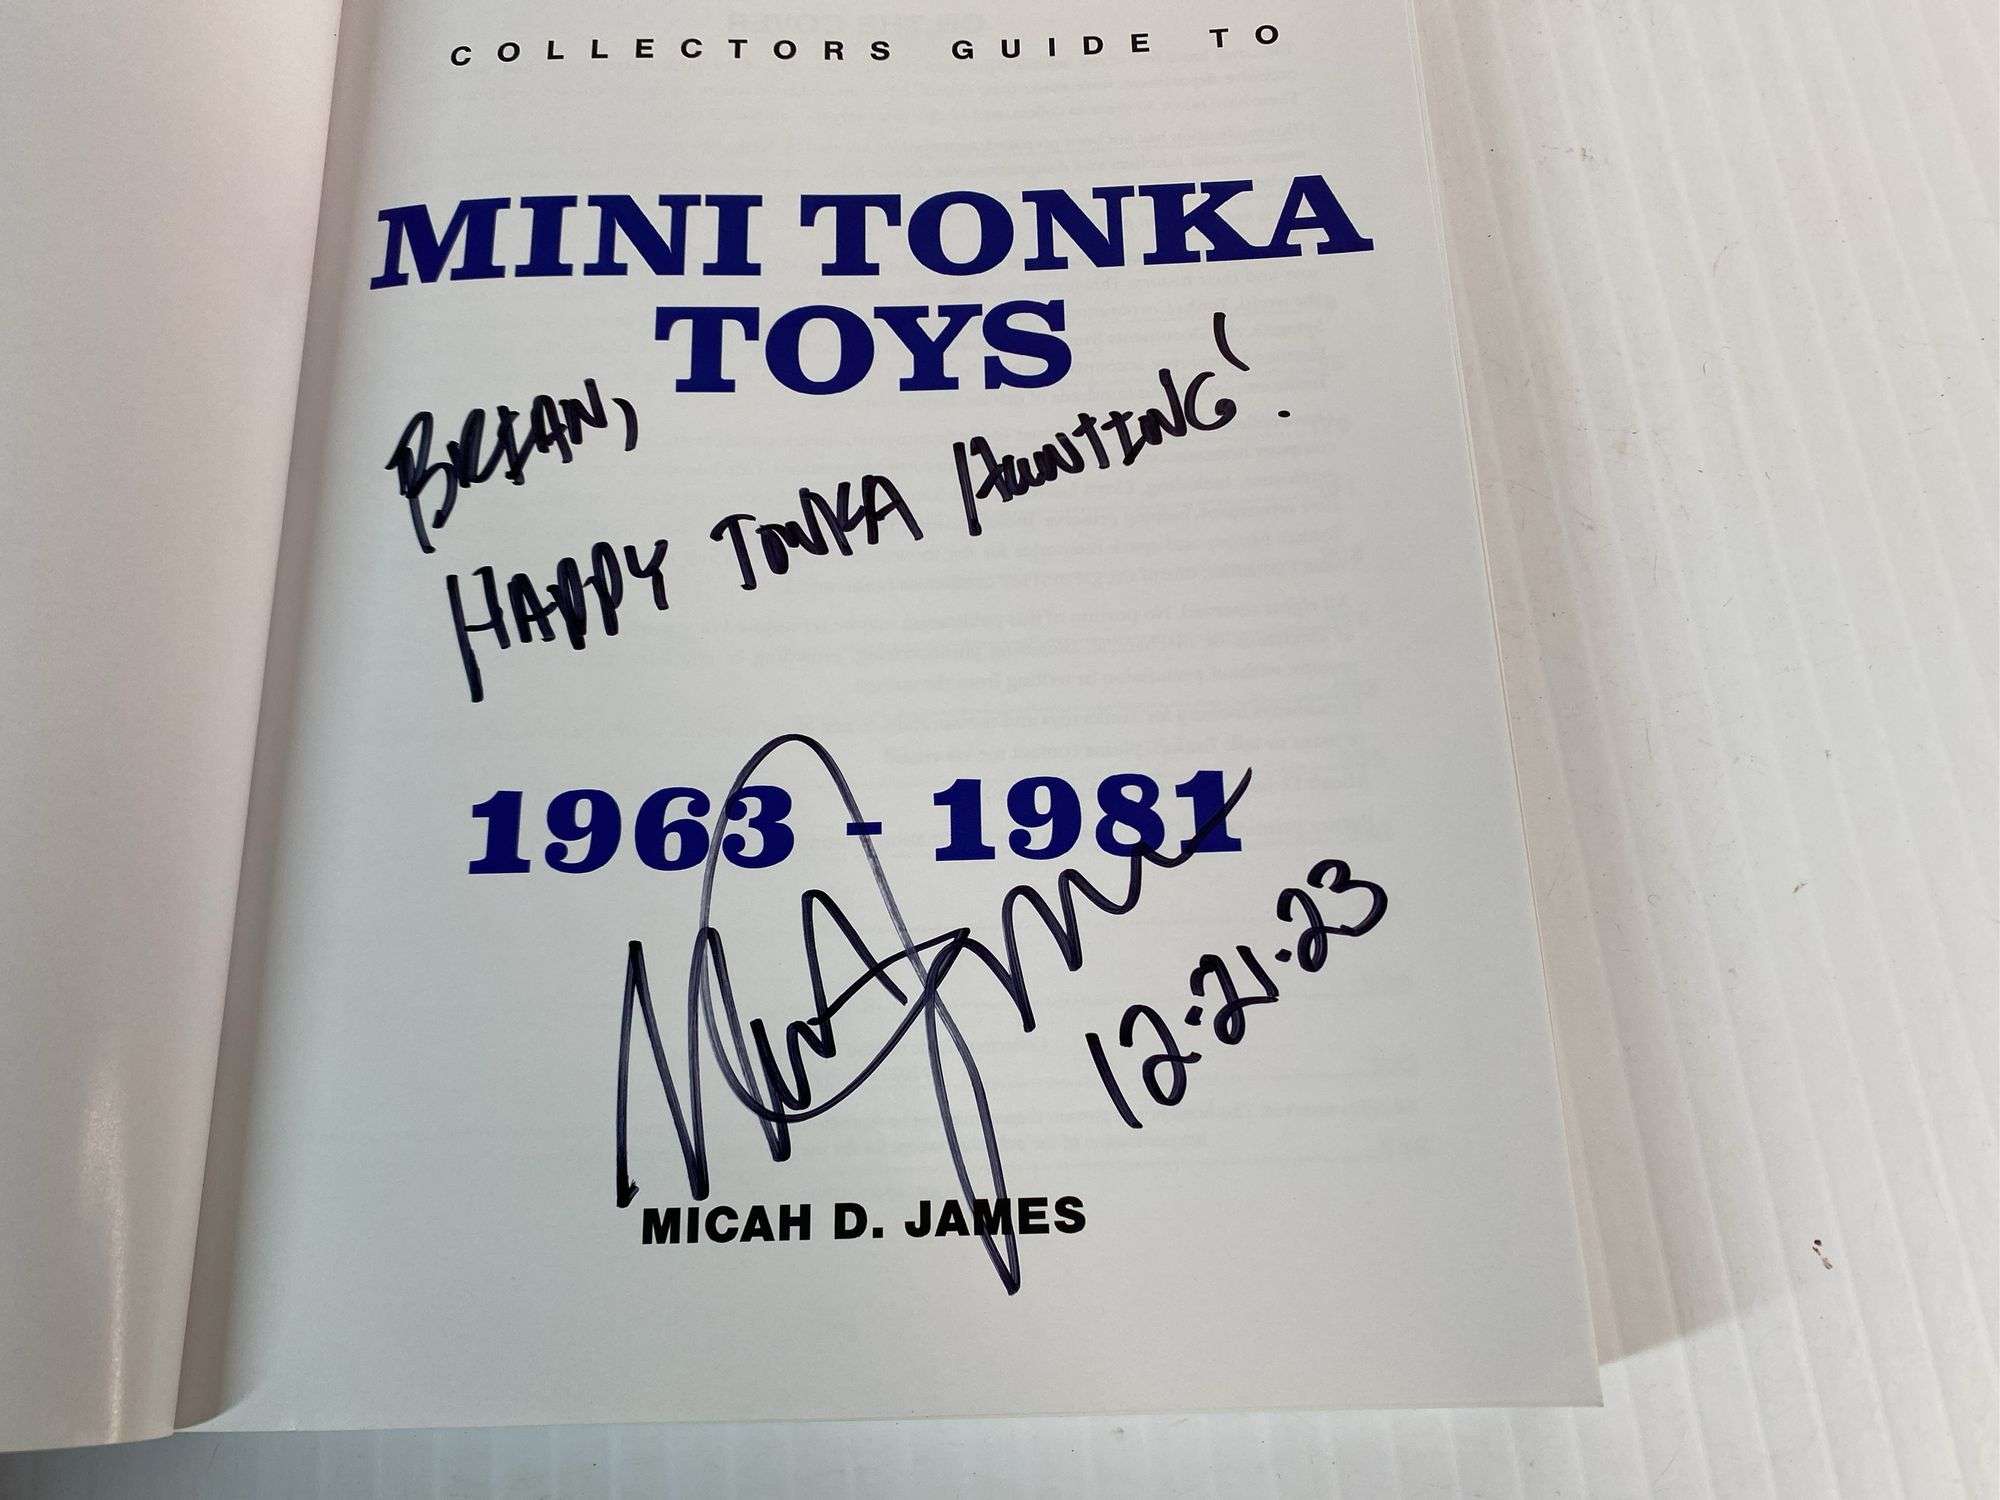 COLLECTORS GUIDE TO
MINI TONKA
TOYS
BRIAN,
HAPPY TONKA HUNTING!
1963 - 1981
12.21.23
MICAH D. JAMES